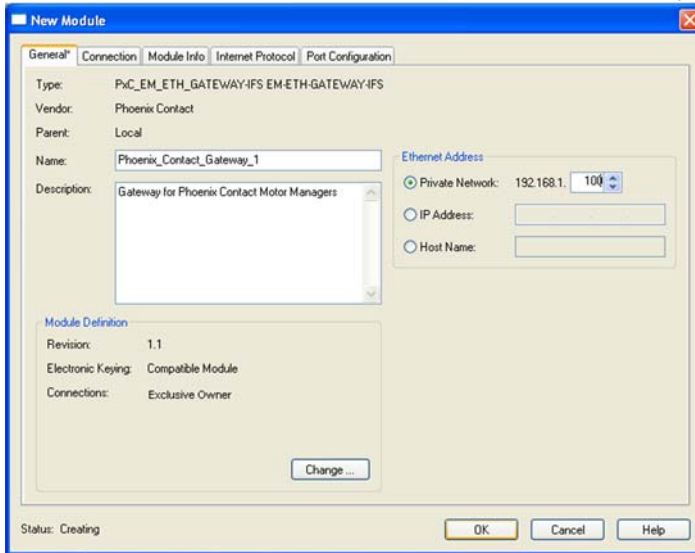 New Module
General* Connection Module Info Internet Protocol Port Configuration
Type: PxC_EM_ETH_GATEWAY-IFS EM-ETH-GATEWAY-IFS
Vendor: Phoenix Contact
Parent: Local
Name: Phoenix_Contact_Gateway_1
Description: Gateway for Phoenix Contact Motor Managers
Ethernet Address
Private Network: 192.168.1. 100
IP Address:
Host Name:
Module Definition
Revision: 1.1
Electronic Keying: Compatible Module
Connections: Exclusive Owner
Change ...
Status: Creating
OK Cancel Help